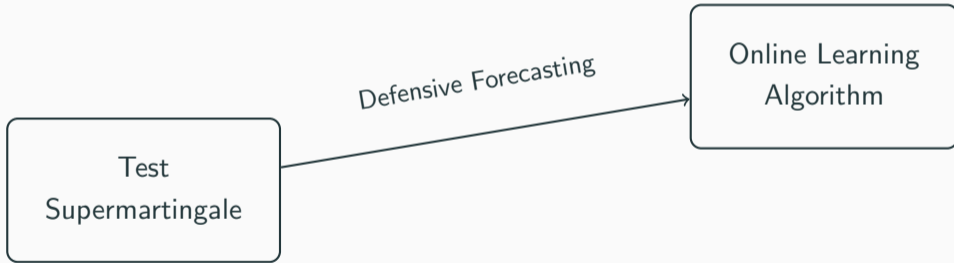 Test
Supermartingale
Defensive Forecasting
Online Learning
Algorithm